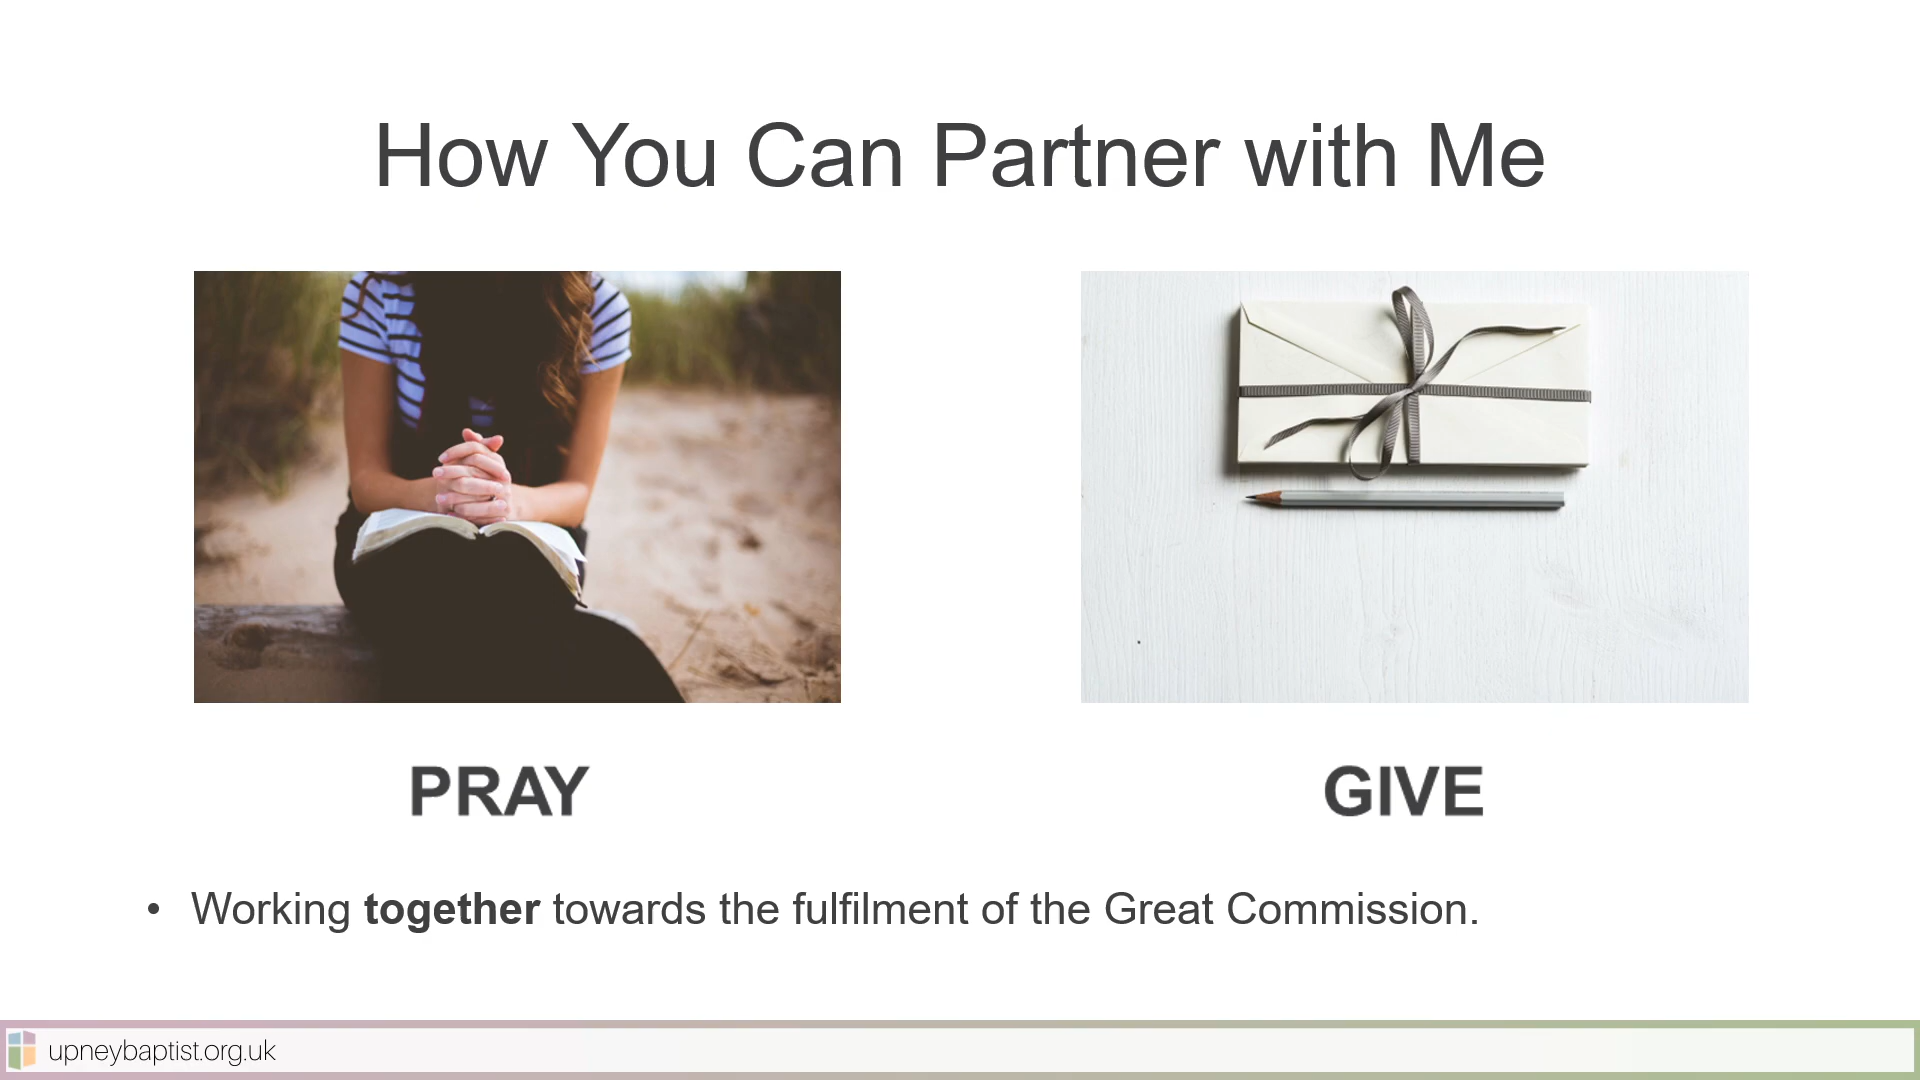 How You Can Partner with Me
PRAY
GIVE
• Working together towards the fulfilment of the Great Commission.
upneybaptist.org.uk